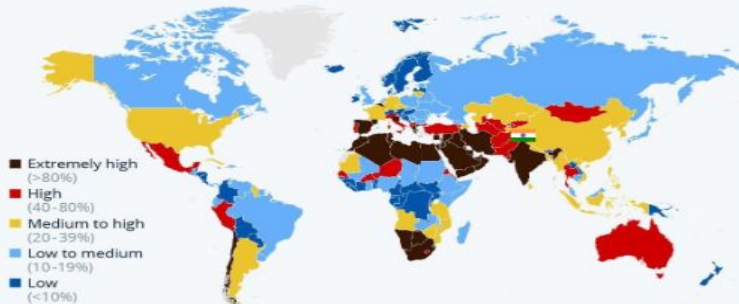 Extremely high
(>80%)
High
(40-80%)
Medium to high
(20-39%)
Low to medium
(10-19%)
Low
(<10%)